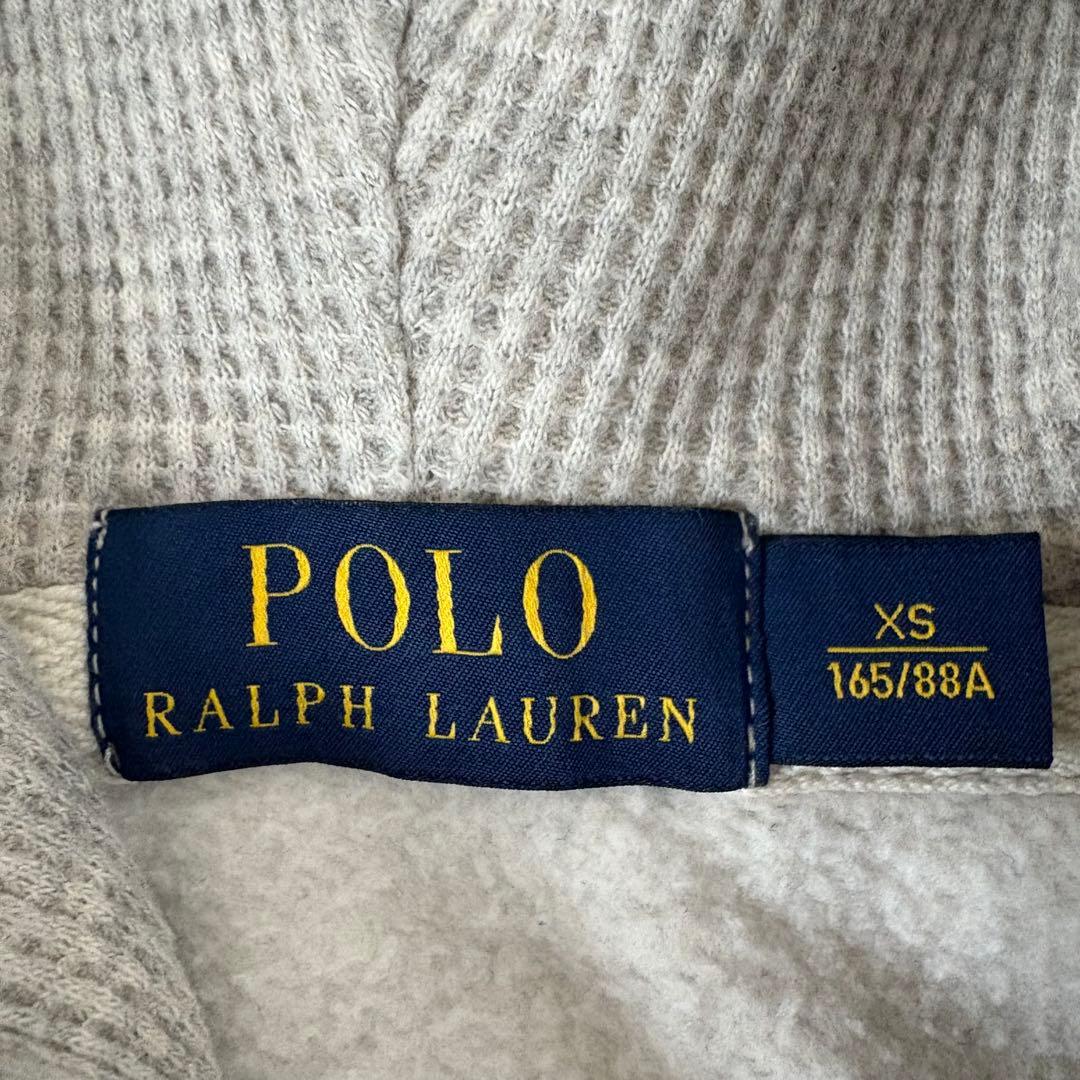 POLO
RALPH LAUREN
XS
165/88A